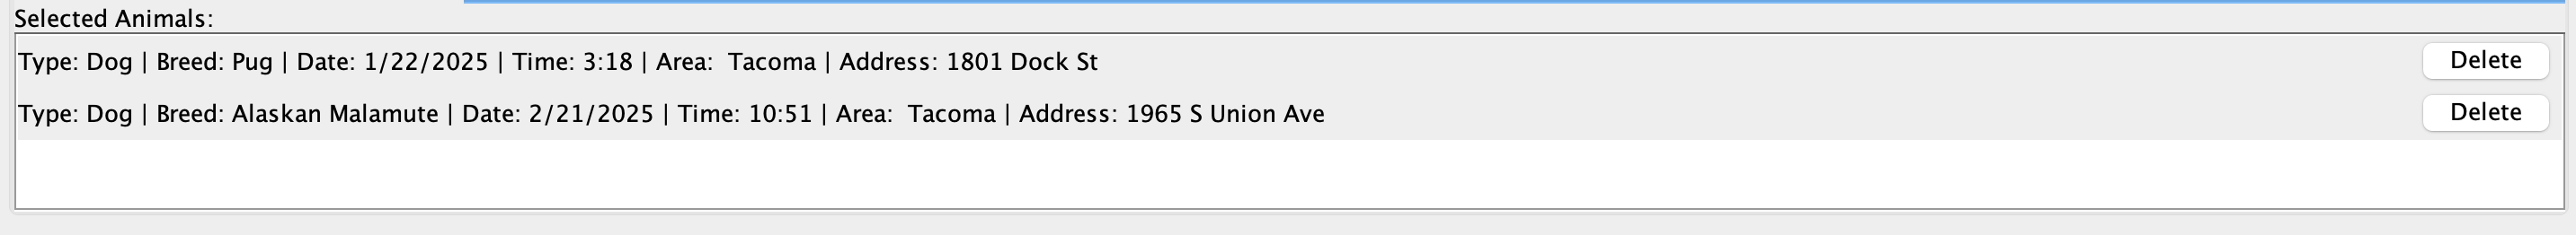 Selected Animals:
Type: Dog | Breed: Pug | Date: 1/22/2025 | Time: 3:18 | Area:  Tacoma | Address: 1801 Dock St Delete
Type: Dog | Breed: Alaskan Malamute | Date: 2/21/2025 | Time: 10:51 | Area:  Tacoma | Address: 1965 S Union Ave Delete